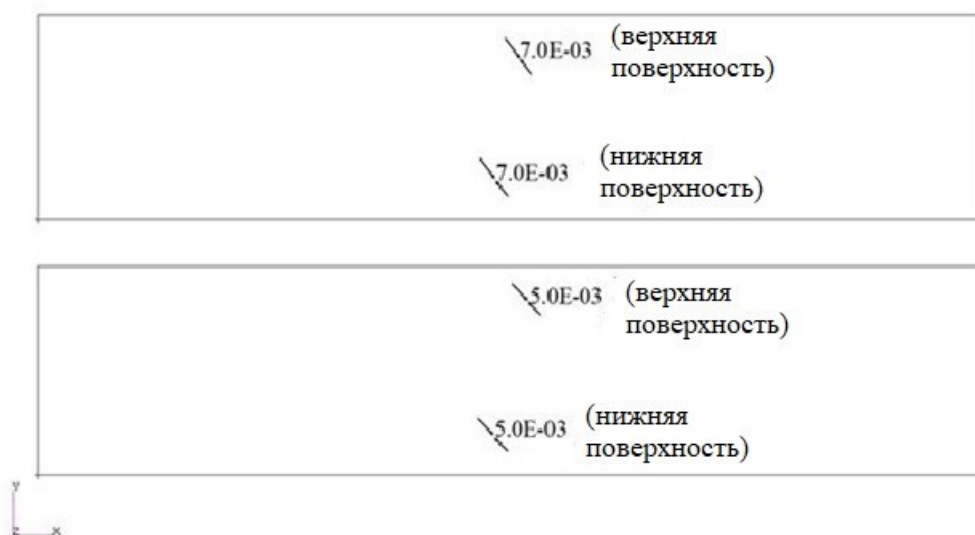 7.0E-03 (верхняя
поверхность)
7.0E-03 (нижняя
поверхность)
5.0E-03 (верхняя
поверхность)
5.0E-03 (нижняя
поверхность)
Y
Z X